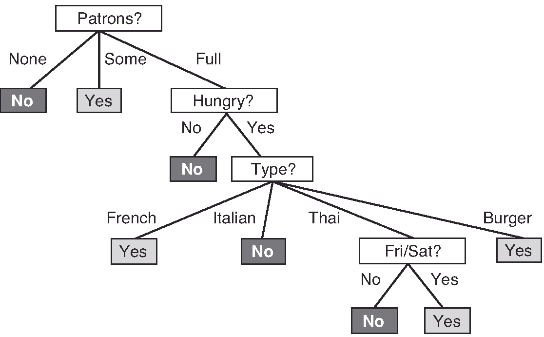 Patrons?
None Some Full
No Yes Hungry?
No Yes
No Type?
French Italian Thai Burger
Yes No Fri/Sat? Yes
No Yes
No Yes